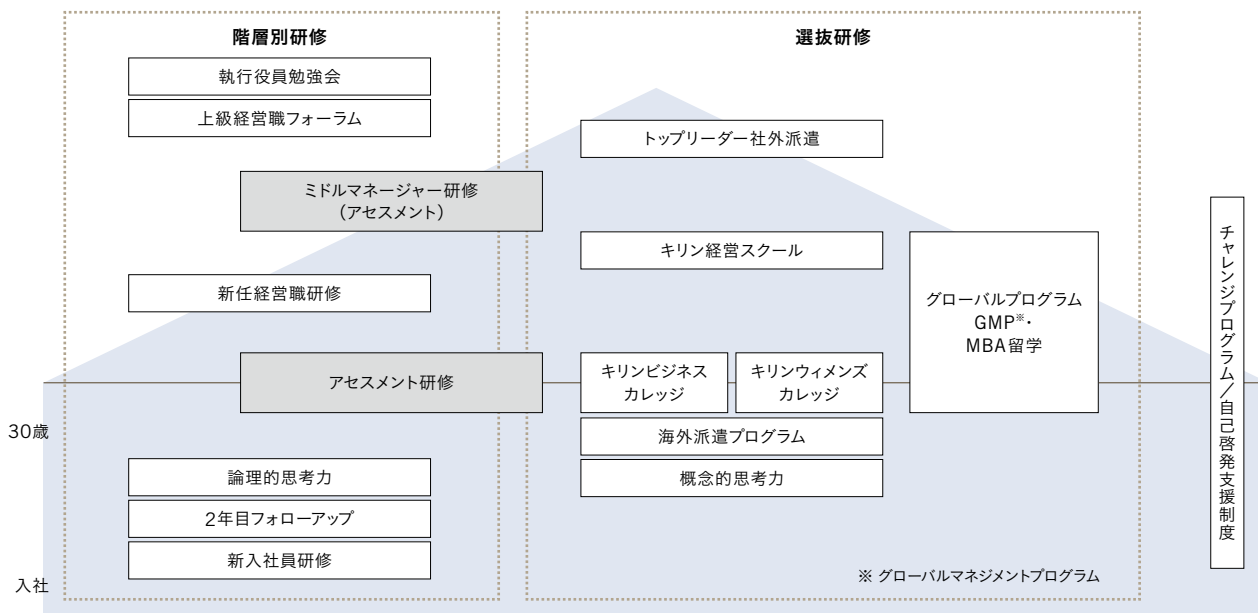 階層別研修
執行役員勉強会
上級経営職フォーラム
ミドルマネージャー研修
（アセスメント）
新任経営職研修
アセスメント研修
論理的思考力
2年目フォローアップ
新入社員研修
選抜研修
トップリーダー社外派遣
キリン経営スクール
キリンビジネス
カレッジ
キリンウィメンズ
カレッジ
海外派遣プログラム
概念的思考力
グローバルプログラム
GMP※・
MBA留学
※ グローバルマネジメントプログラム
チャレンジプログラム／自己啓発支援制度
30歳
入社